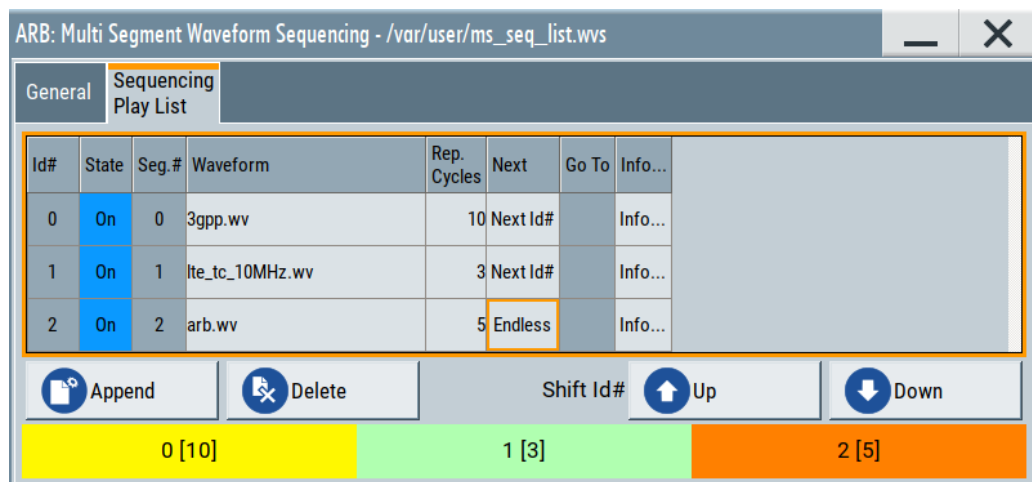 ARB: Multi Segment Waveform Sequencing - /var/user/ms_seq_list.wvs
General
Sequencing
Play List
Id# State Seg.# Waveform Rep. Cycles Next Go To Info...
0 On 0 3gpp.wv 10 Next Id# Info...
1 On 1 lte_tc_10MHz.wv 3 Next Id# Info...
2 On 2 arb.wv 5 Endless Info...
Append Delete Shift Id# Up Down
0 [10] 1 [3] 2 [5]